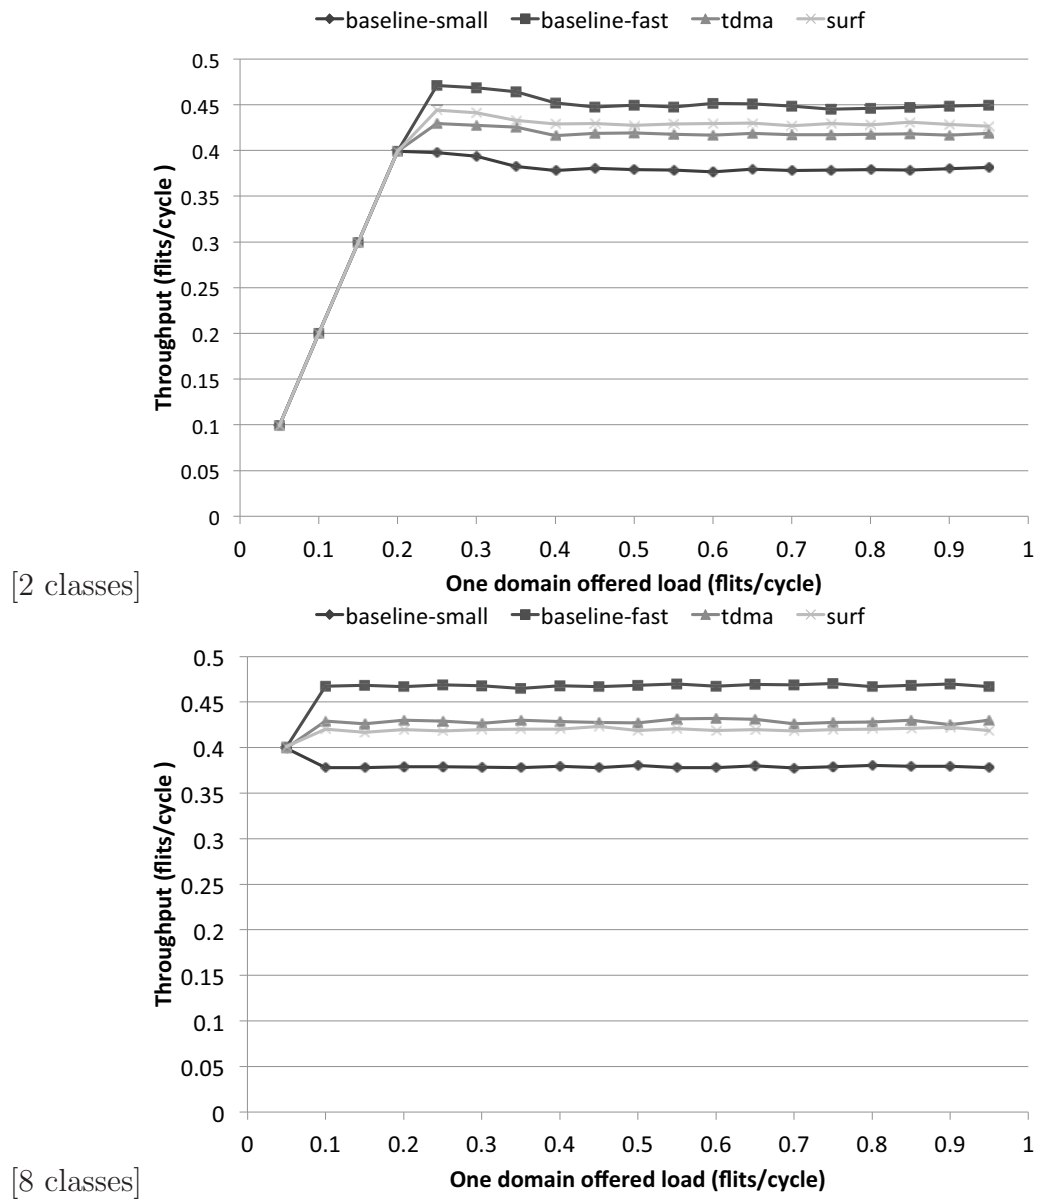 baseline-small baseline-fast tdma surf
0.5
0.45
0.4
0.35
0.3
0.25
0.2
0.15
0.1
0.05
0
Throughput (flits/cycle )
0 0.1 0.2 0.3 0.4 0.5 0.6 0.7 0.8 0.9 1
One domain offered load (flits/cycle)
[2 classes]
baseline-small baseline-fast tdma surf
0.5
0.45
0.4
0.35
0.3
0.25
0.2
0.15
0.1
0.05
0
Throughput (flits/cycle )
0 0.1 0.2 0.3 0.4 0.5 0.6 0.7 0.8 0.9 1
One domain offered load (flits/cycle)
[8 classes]